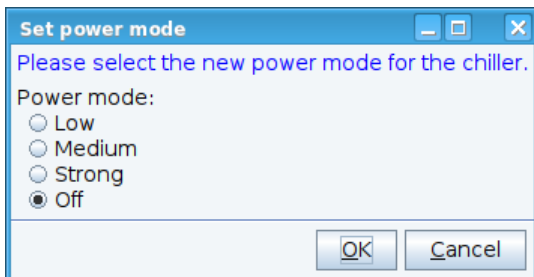 Set power mode
Please select the new power mode for the chiller.
Power mode:
Low
Medium
Strong
Off
OK Cancel